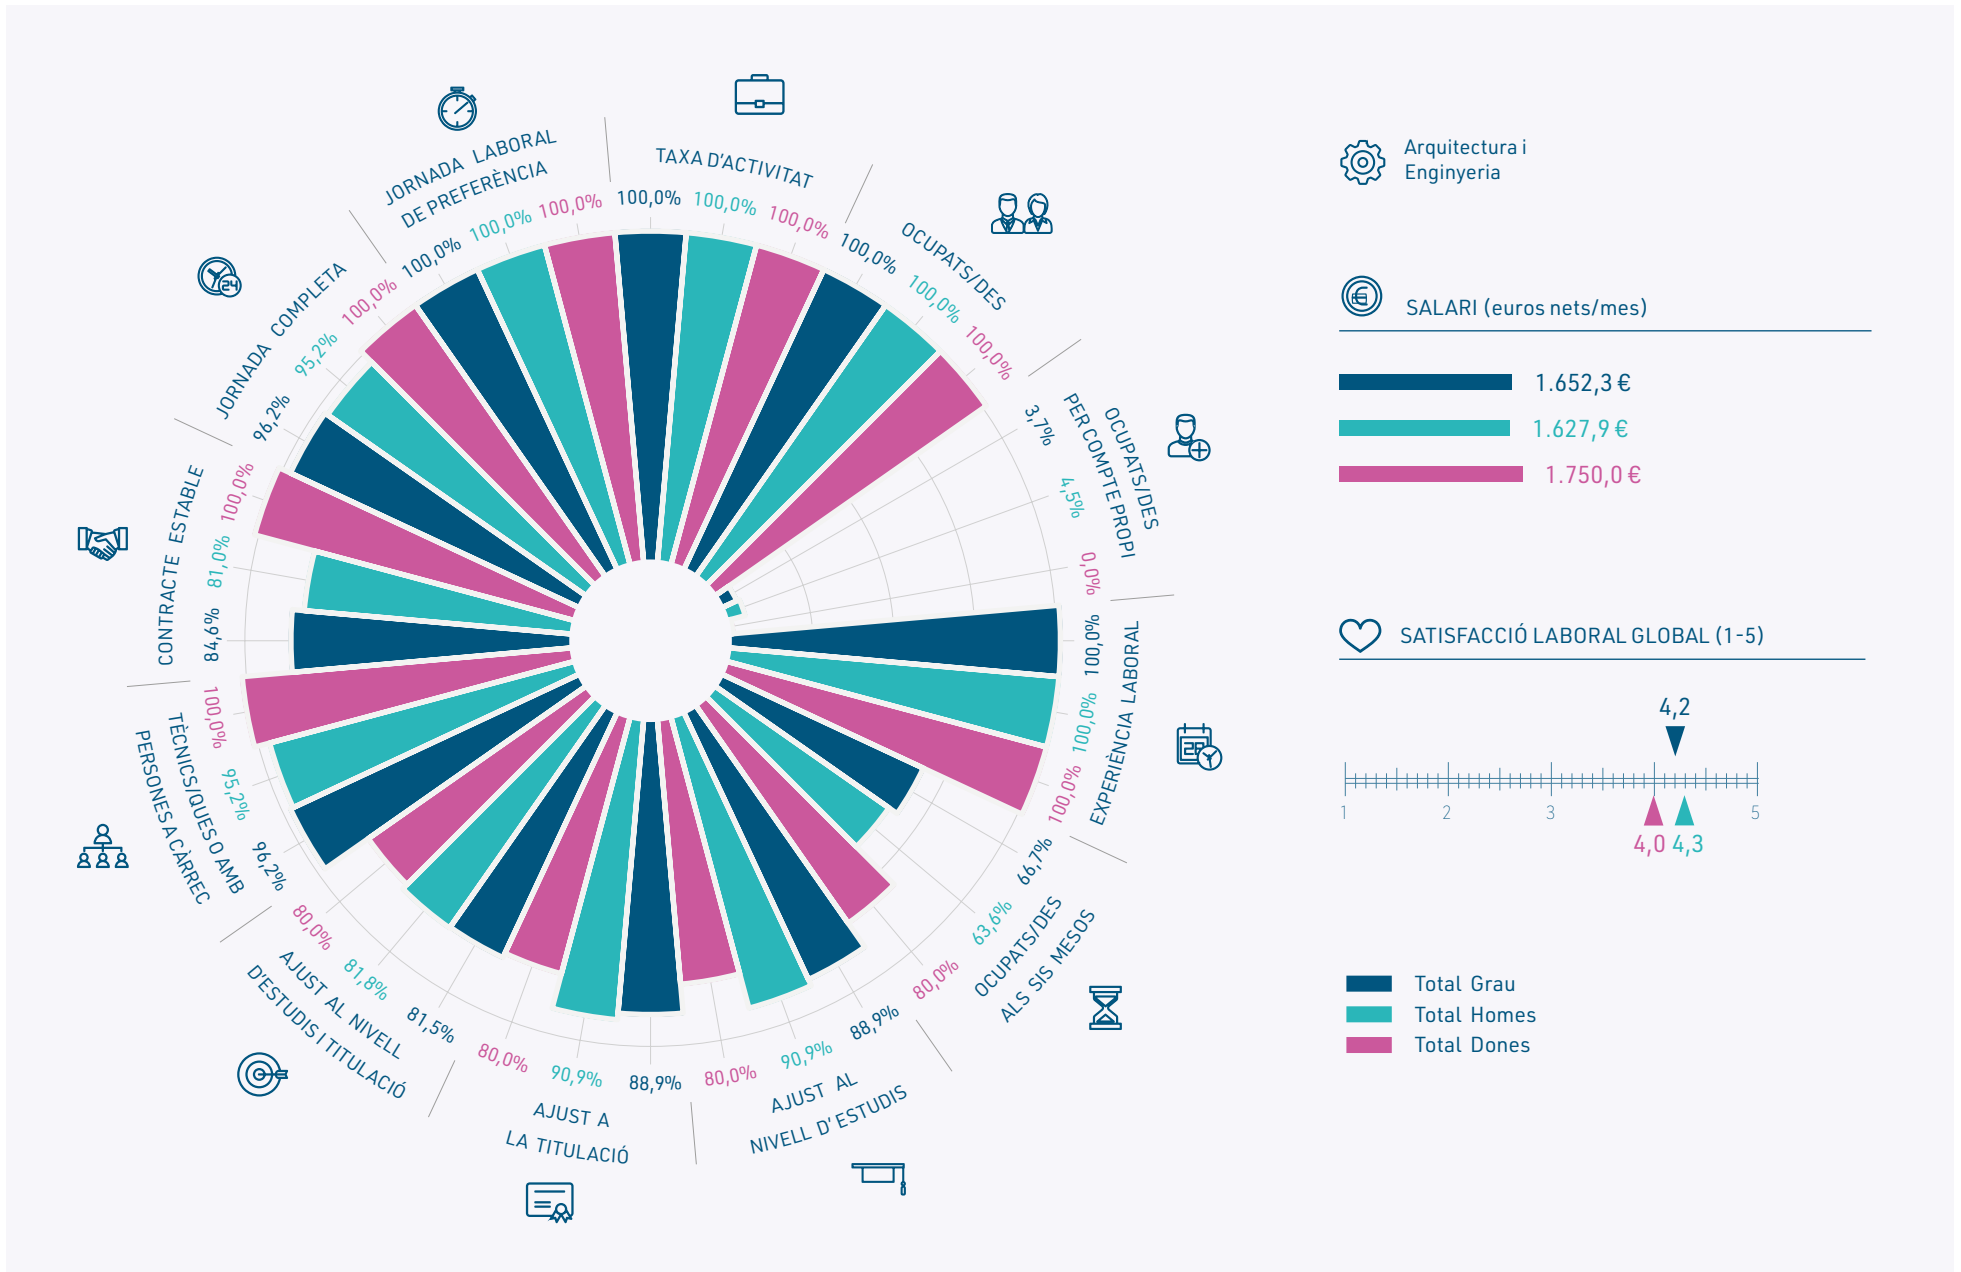 TAXA D'ACTIVITAT
100,0%
100,0%
100,0%
OCUPATS/DES
100,0%
100,0%
100,0%
OCUPATS/DES
PER COMPTE PROPI
3,7%
4,5%
0,0%
EXPERIÈNCIA LABORAL
100,0%
100,0%
100,0%
OCUPATS/DES
ALS SIS MESOS
66,7%
63,6%
80,0%
AJUST AL
NIVELL D'ESTUDIS
88,9%
90,9%
80,0%
AJUST A
LA TITULACIÓ
88,9%
90,9%
80,0%
AJUST AL NIVELL
D'ESTUDIS I TITULACIÓ
81,5%
81,8%
80,0%
TÈCNICS/QUES O AMB
PERSONES A CÀRREC
96,2%
95,2%
100,0%
CONTRACTE ESTABLE
84,6%
81,0%
100,0%
JORNADA COMPLETA
96,2%
95,2%
100,0%
24
JORNADA LABORAL
DE PREFERÈNCIA
100,0%
100,0%
100,0%
Arquitectura i
Enginyeria
€
SALARI (euros nets/mes)
1.652,3 €
1.627,9 €
1.750,0 €
SATISFACCIÓ LABORAL GLOBAL (1-5)
4,2
1 2 3 5
4,0 4,3
Total Grau
Total Homes
Total Dones